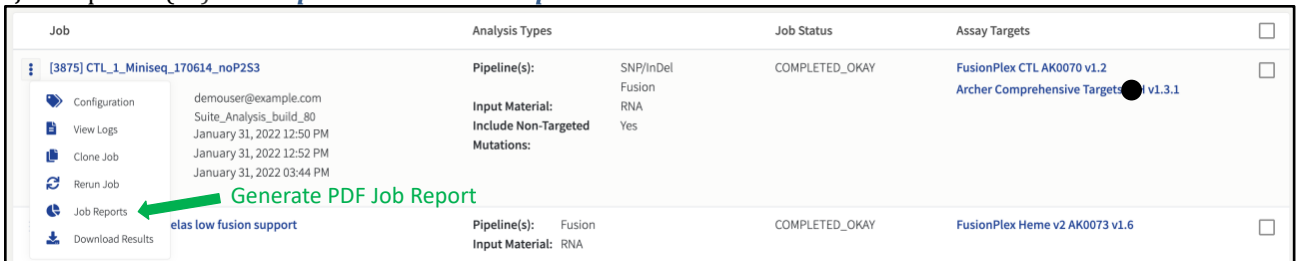 Job Analysis Types Job Status Assay Targets
[3875] CTL_1_Miniseq_170614_noP2S3 Pipeline(s): SNP/InDel COMPLETED_OKAY FusionPlex CTL AK0070 v1.2
Fusion
Configuration demouser@example.com Input Material: RNA Archer Comprehensive Targets v1.3.1
Suite_Analysis_build_80 Include Non-Targeted Yes
View Logs January 31, 2022 12:50 PM Mutations:
Clone Job January 31, 2022 12:52 PM
January 31, 2022 03:44 PM
Rerun Job
Generate PDF Job Report
Job Reports
elas low fusion support Pipeline(s): Fusion COMPLETED_OKAY FusionPlex Heme v2 AK0073 v1.6
Download Results Input Material: RNA